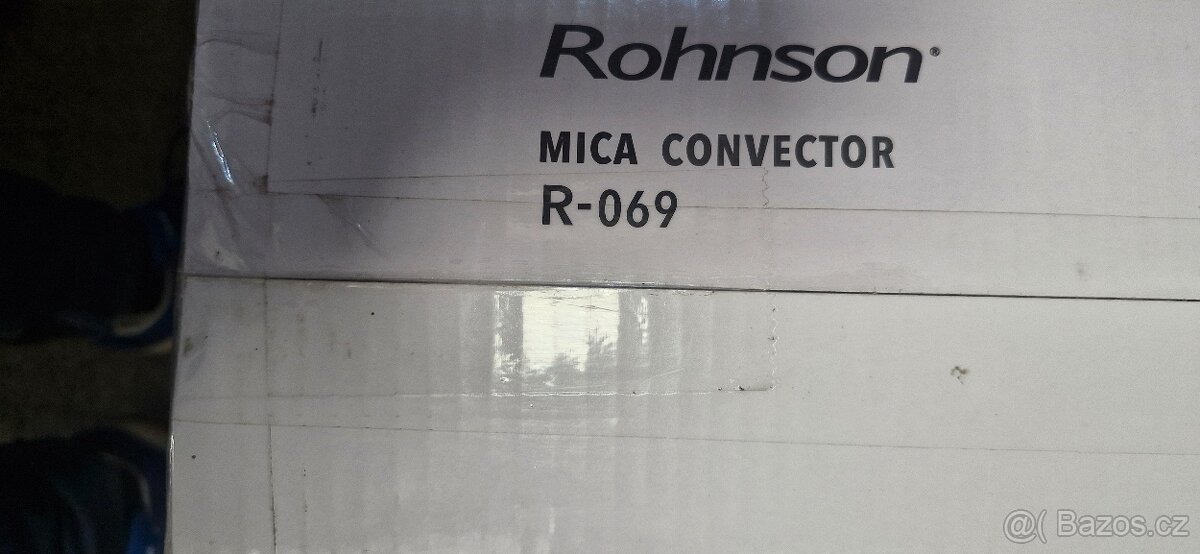 Rohnson®
MICA CONVECTOR
R-069
@( Bazos.cz